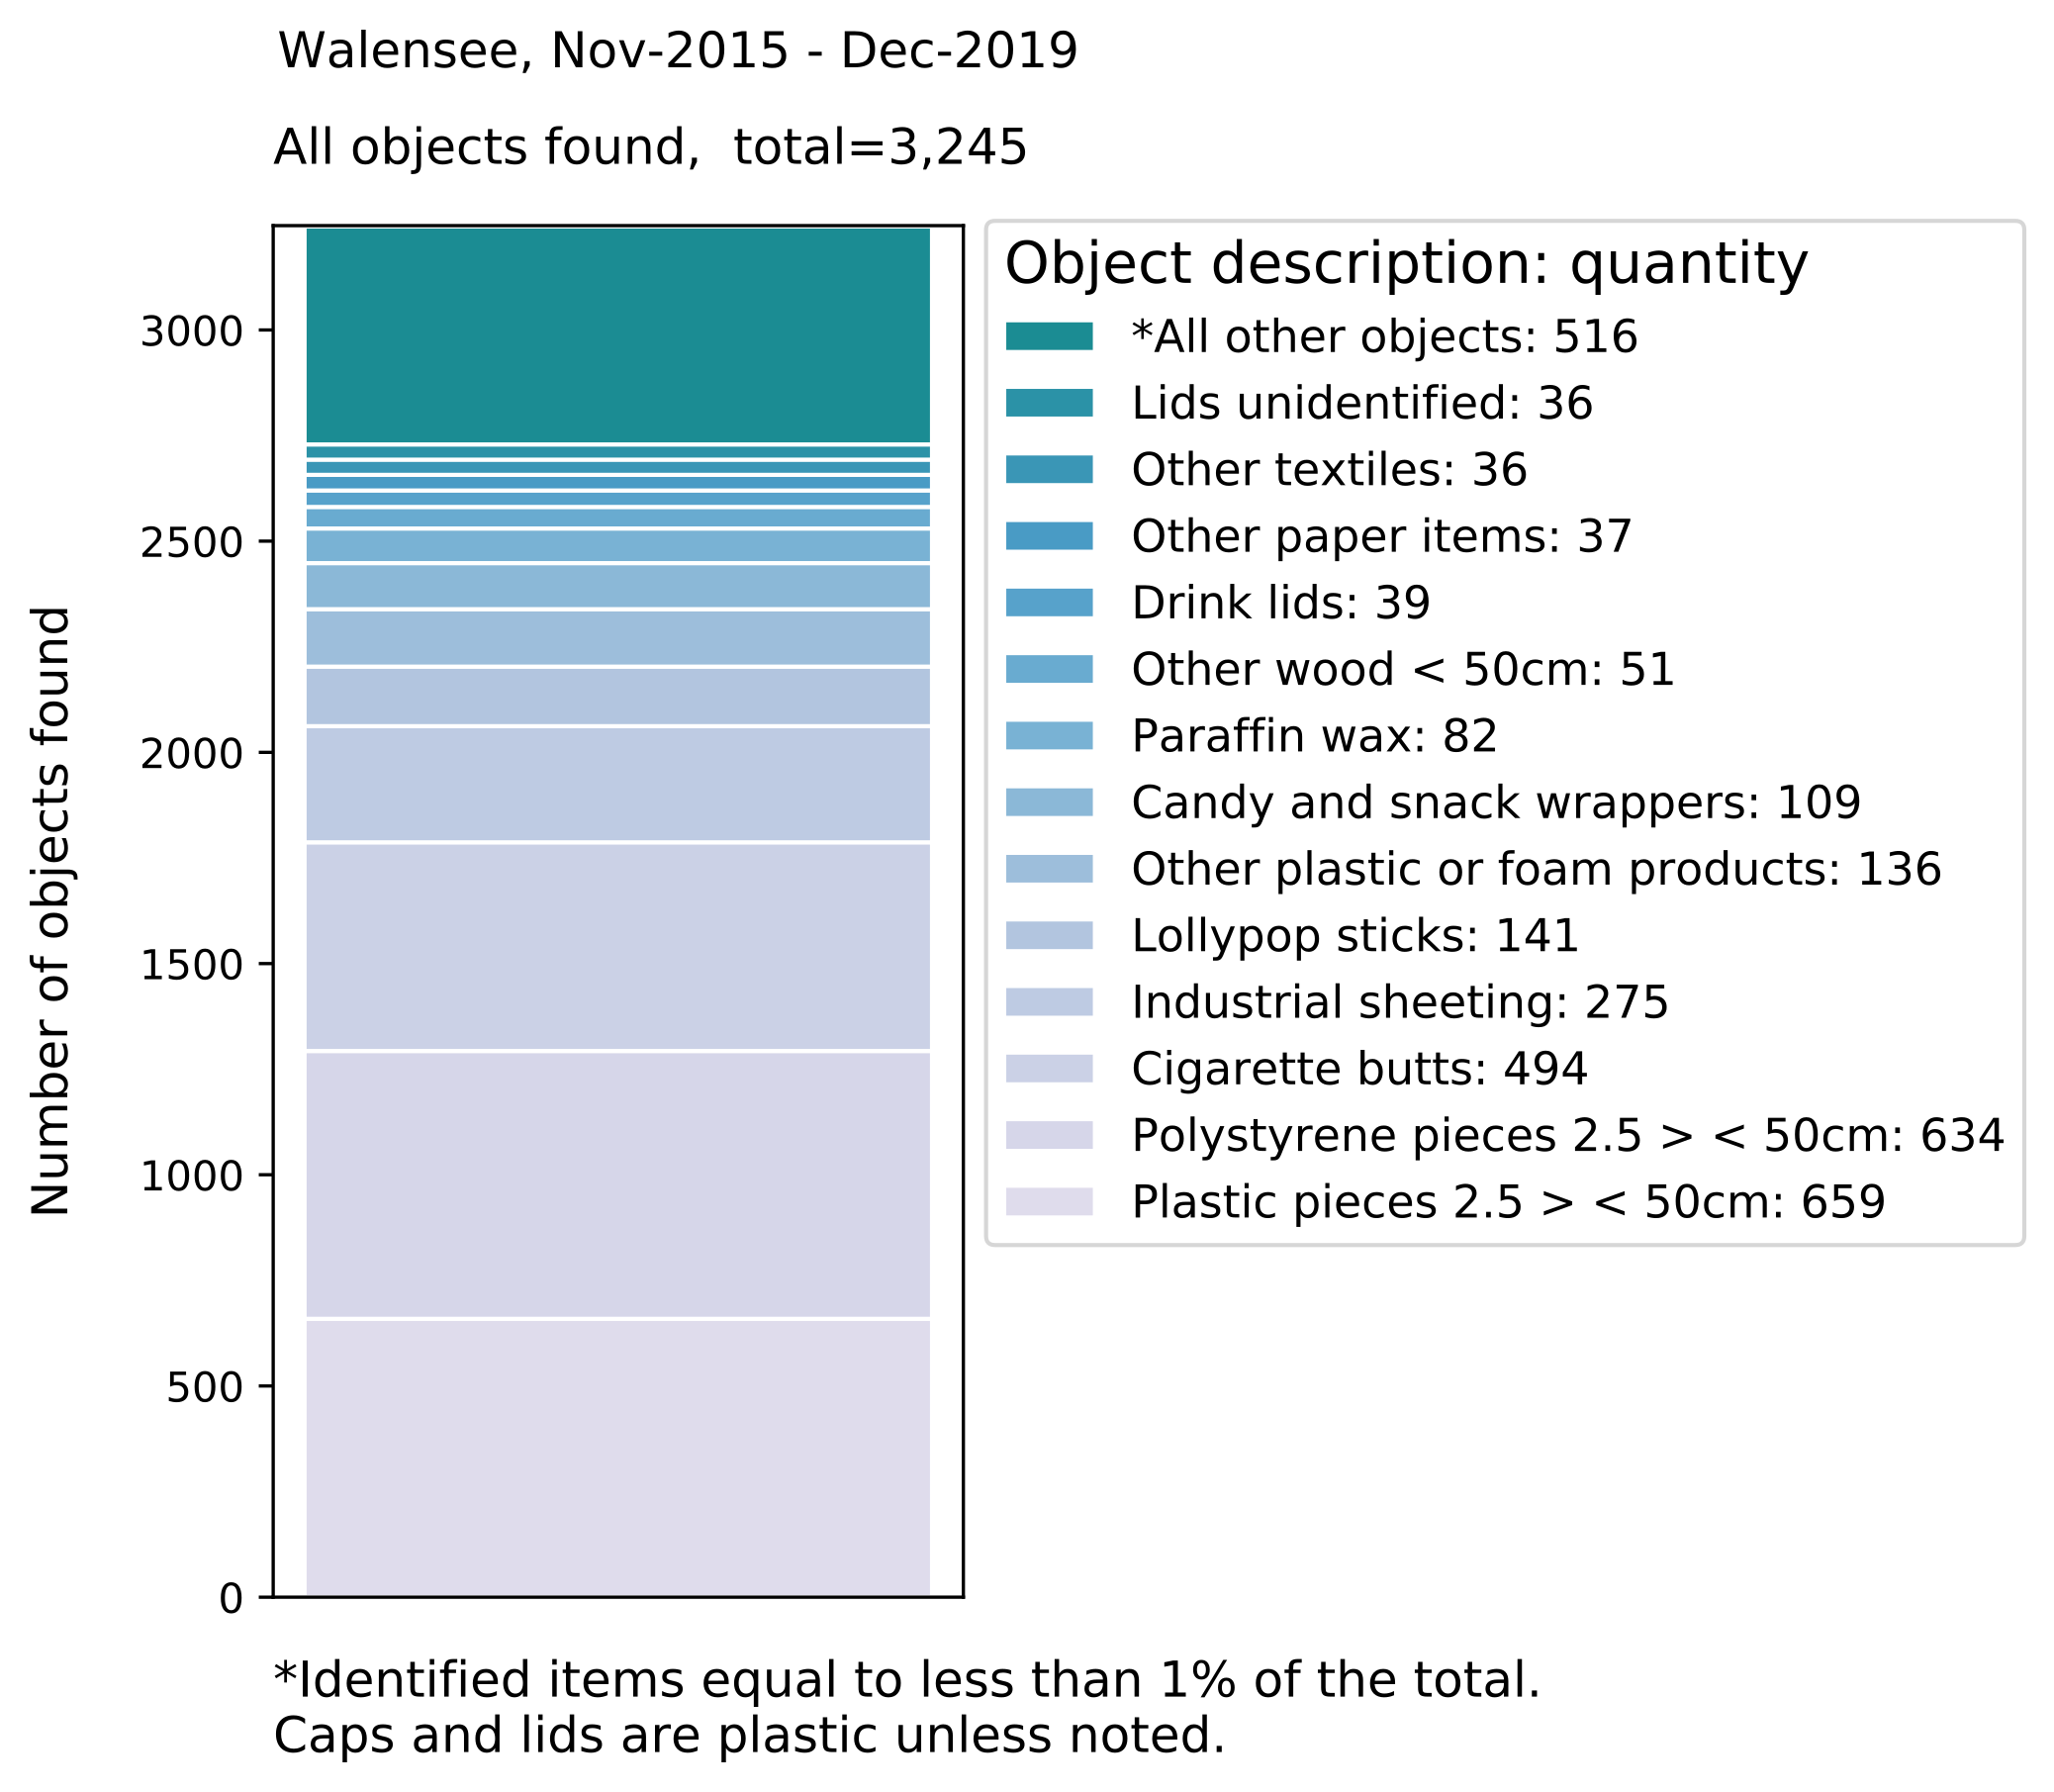 Walensee, Nov-2015 - Dec-2019
All objects found,  total=3,245
Number of objects found
3000
2500
2000
1500
1000
500
0
Object description: quantity
*All other objects: 516
Lids unidentified: 36
Other textiles: 36
Other paper items: 37
Drink lids: 39
Other wood < 50cm: 51
Paraffin wax: 82
Candy and snack wrappers: 109
Other plastic or foam products: 136
Lollypop sticks: 141
Industrial sheeting: 275
Cigarette butts: 494
Polystyrene pieces 2.5 > < 50cm: 634
Plastic pieces 2.5 > < 50cm: 659
*Identified items equal to less than 1% of the total.
Caps and lids are plastic unless noted.